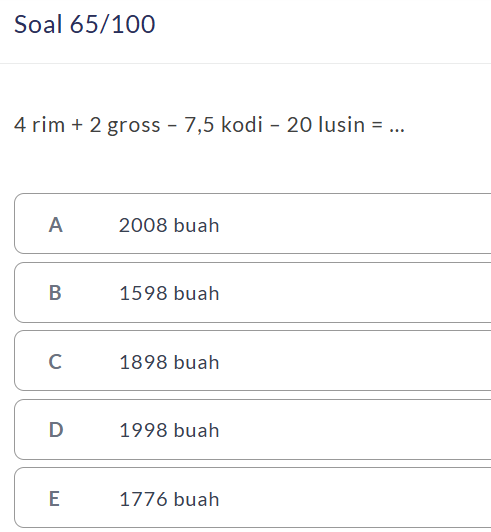 Soal 65/100
4 rim + 2 gross – 7,5 kodi – 20 lusin = ...
A 2008 buah
B 1598 buah
C 1898 buah
D 1998 buah
E 1776 buah